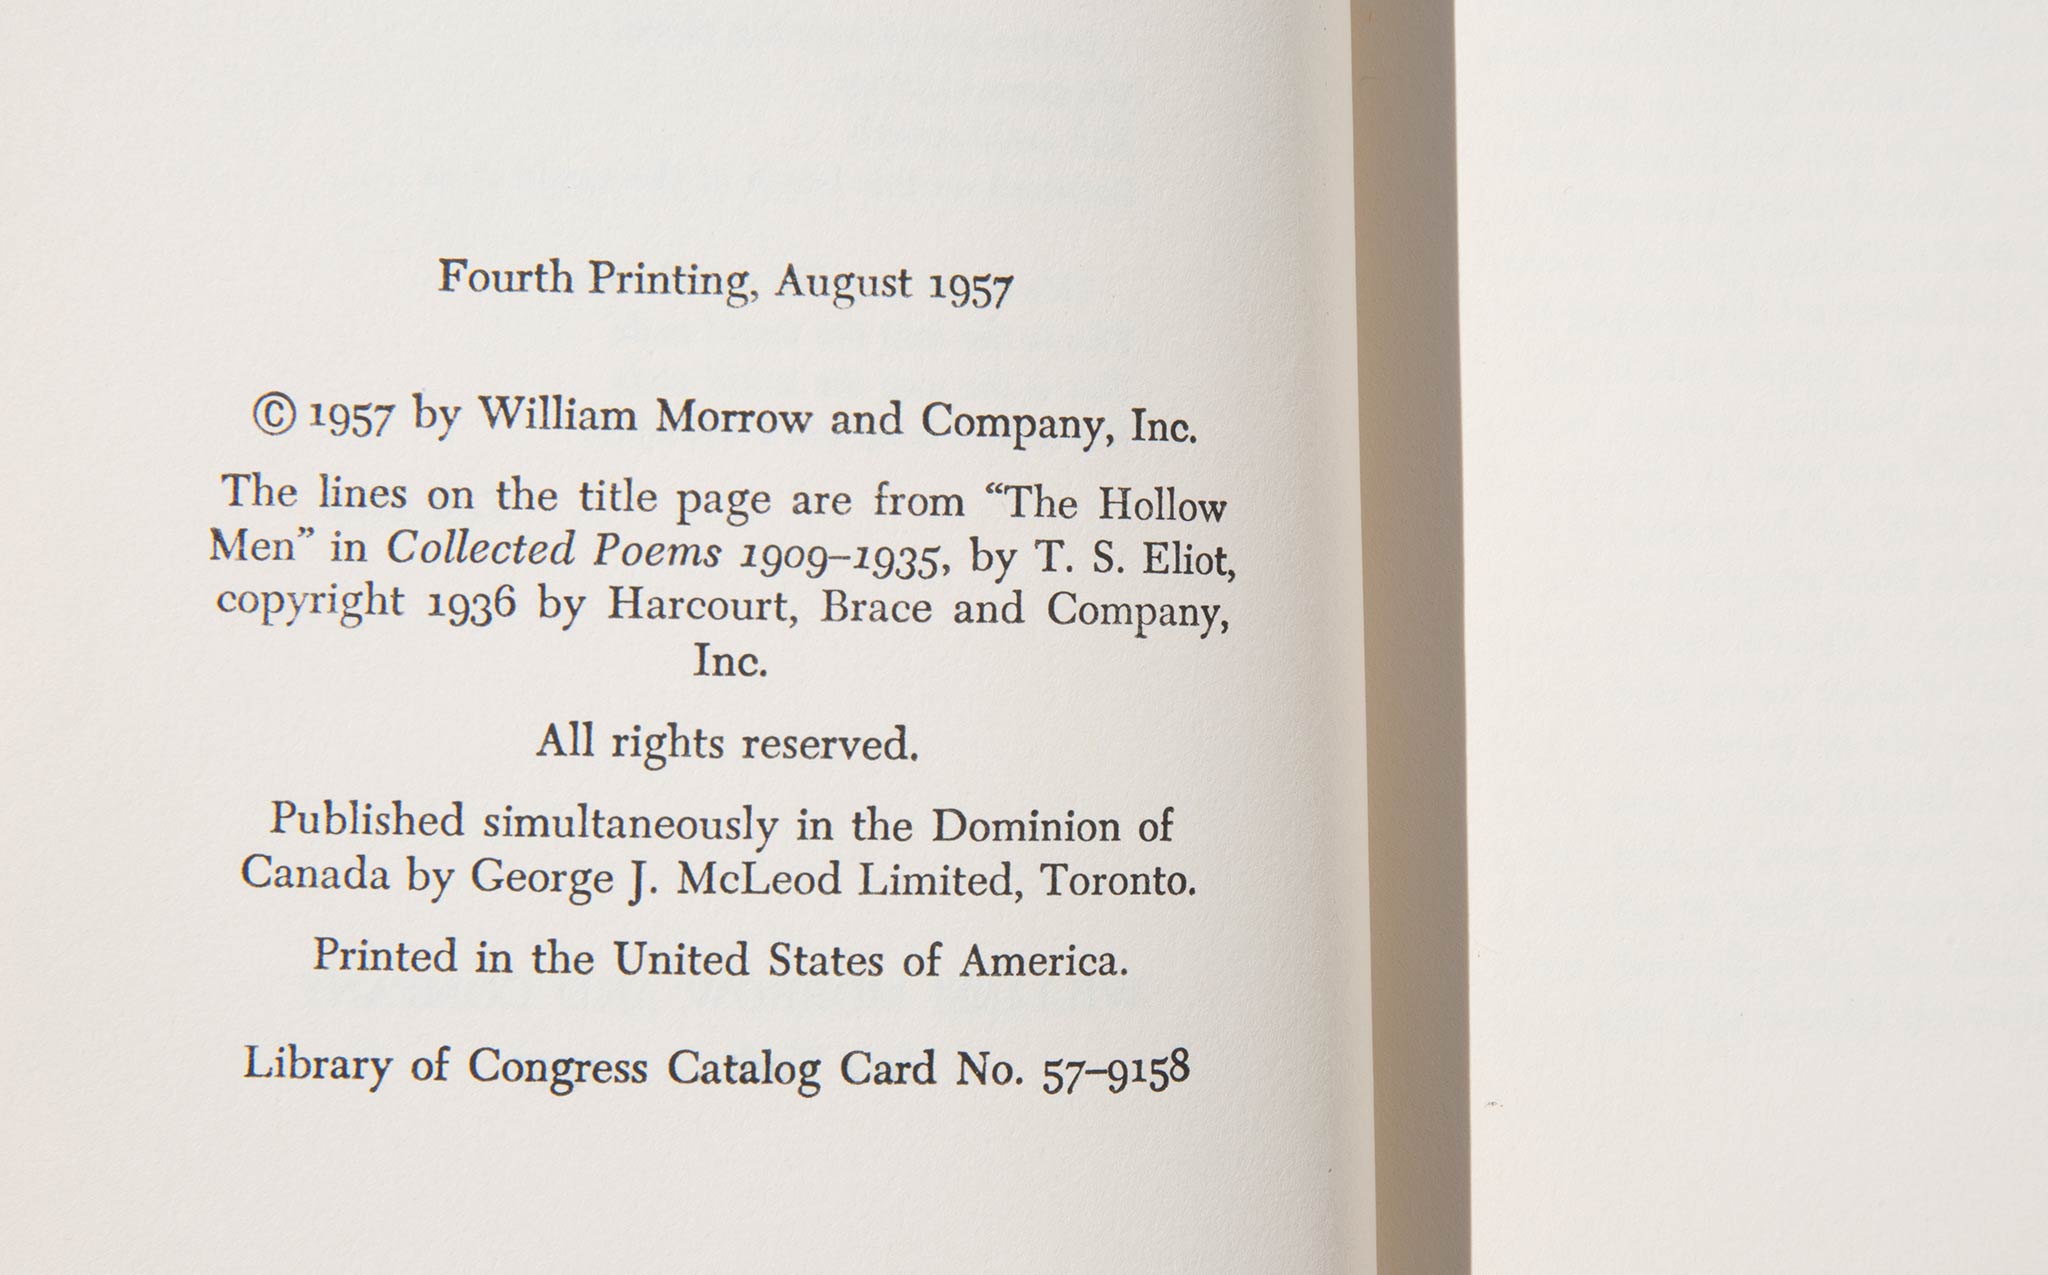 Fourth Printing, August 1957
© 1957 by William Morrow and Company, Inc.
The lines on the title page are from “The Hollow
Men” in Collected Poems 1909–1935, by T. S. Eliot,
copyright 1936 by Harcourt, Brace and Company,
Inc.
All rights reserved.
Published simultaneously in the Dominion of
Canada by George J. McLeod Limited, Toronto.
Printed in the United States of America.
Library of Congress Catalog Card No. 57–9158